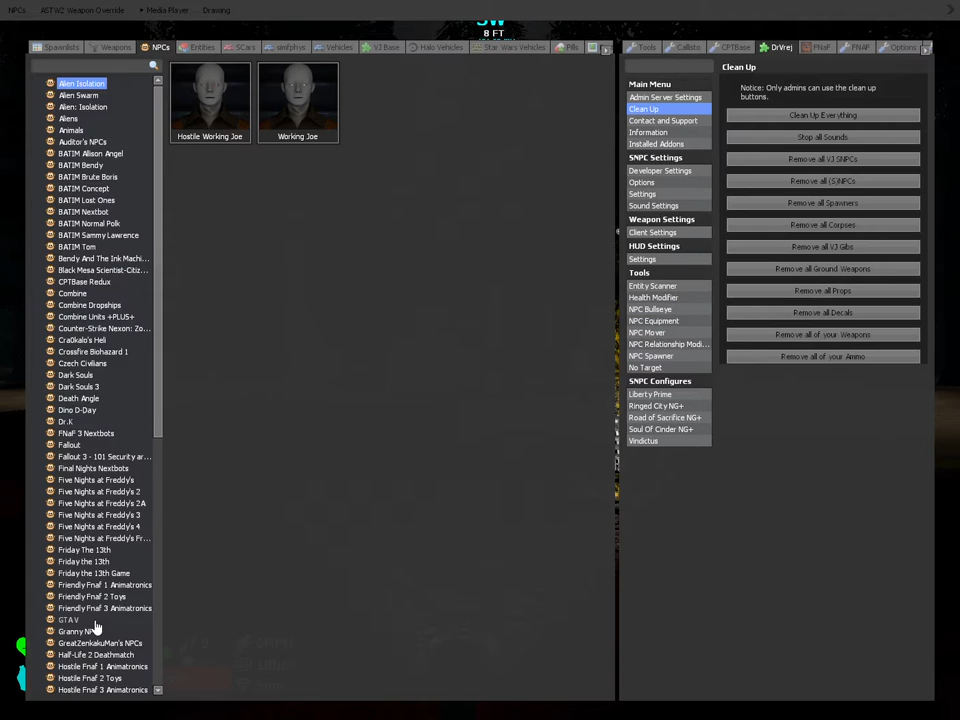 NPCs ASTW2 Weapon Override Media Player Drawing
SW
8 FT
Spawnlists Weapons NPCs Entities SCars simfphys Vehicles VJ Base Halo Vehicles Star Wars Vehicles Pills
Tools Callisto CPTBase DrVrej FNaF FNAF Options
Alien Isolation
Alien Swarm
Alien: Isolation
Aliens
Animals
Auditor's NPCs
BATIM Allison Angel
BATIM Bendy
BATIM Brute Boris
BATIM Concept
BATIM Lost Ones
BATIM Nextbot
BATIM Normal Polk
BATIM Sammy Lawrence
BATIM Tom
Bendy And The Ink Machi...
Black Mesa Scientist-Citiz...
CPTBase Redux
Combine
Combine Dropships
Combine Units +PLUS+
Counter-Strike Nexon: Zo...
Cra0kalo's Heli
Crossfire Biohazard 1
Czech Civilians
Dark Souls
Dark Souls 3
Death Angle
Dino D-Day
Dr.K
FNaF 3 Nextbots
Fallout
Fallout 3 - 101 Security ar...
Final Nights Nextbots
Five Nights at Freddy's
Five Nights at Freddy's 2
Five Nights at Freddy's 2A
Five Nights at Freddy's 3
Five Nights at Freddy's 4
Five Nights at Freddy's Fr...
Friday The 13th
Friday the 13th
Friday the 13th Game
Friendly Fnaf 1 Animatronics
Friendly Fnaf 2 Toys
Friendly Fnaf 3 Animatronics
GTA V
Granny
GreatZenkakuMan's NPCs
Half-Life 2 Deathmatch
Hostile Fnaf 1 Animatronics
Hostile Fnaf 2 Toys
Hostile Fnaf 3 Animatronics
Hostile Working Joe
Working Joe
Main Menu
Admin Server Settings
Clean Up
Contact and Support
Information
Installed Addons
SNPC Settings
Developer Settings
Options
Settings
Sound Settings
Weapon Settings
Client Settings
HUD Settings
Settings
Tools
Entity Scanner
Health Modifier
NPC Bullseye
NPC Equipment
NPC Mover
NPC Relationship Modi...
NPC Spawner
No Target
SNPC Configures
Liberty Prime
Ringed City NG+
Road of Sacrifice NG+
Soul Of Cinder NG+
Vindictus
Clean Up
Notice: Only admins can use the clean up
buttons.
Clean Up Everything
Stop all Sounds
Remove all VJ SNPCs
Remove all (S)NPCs
Remove all Spawners
Remove all Corpses
Remove all VJ Gibs
Remove all Ground Weapons
Remove all Props
Remove all Decals
Remove all of your Weapons
Remove all of your Ammo